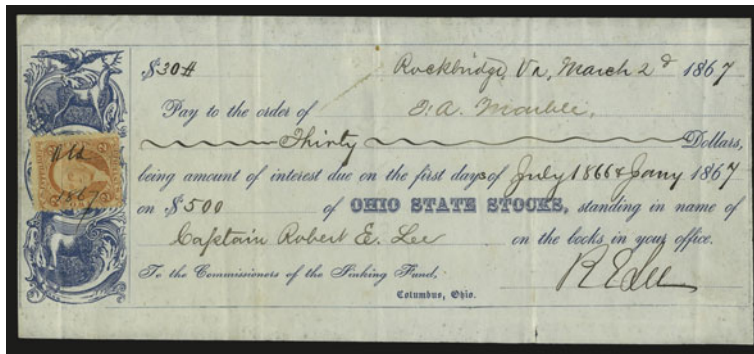 $30 # Rockbridge, Va, March 2d 1867
Pay to the order of
Thirty Dollars,
being amount of interest due on the first days of July 1866 & Jany 1867
on $500 of OHIO STATE STOCKS, standing in name of
Captain Robert E. Lee on the books in your office.
To the Commissioners of the Sinking Fund,
Columbus, Ohio.
R E Lee
1867